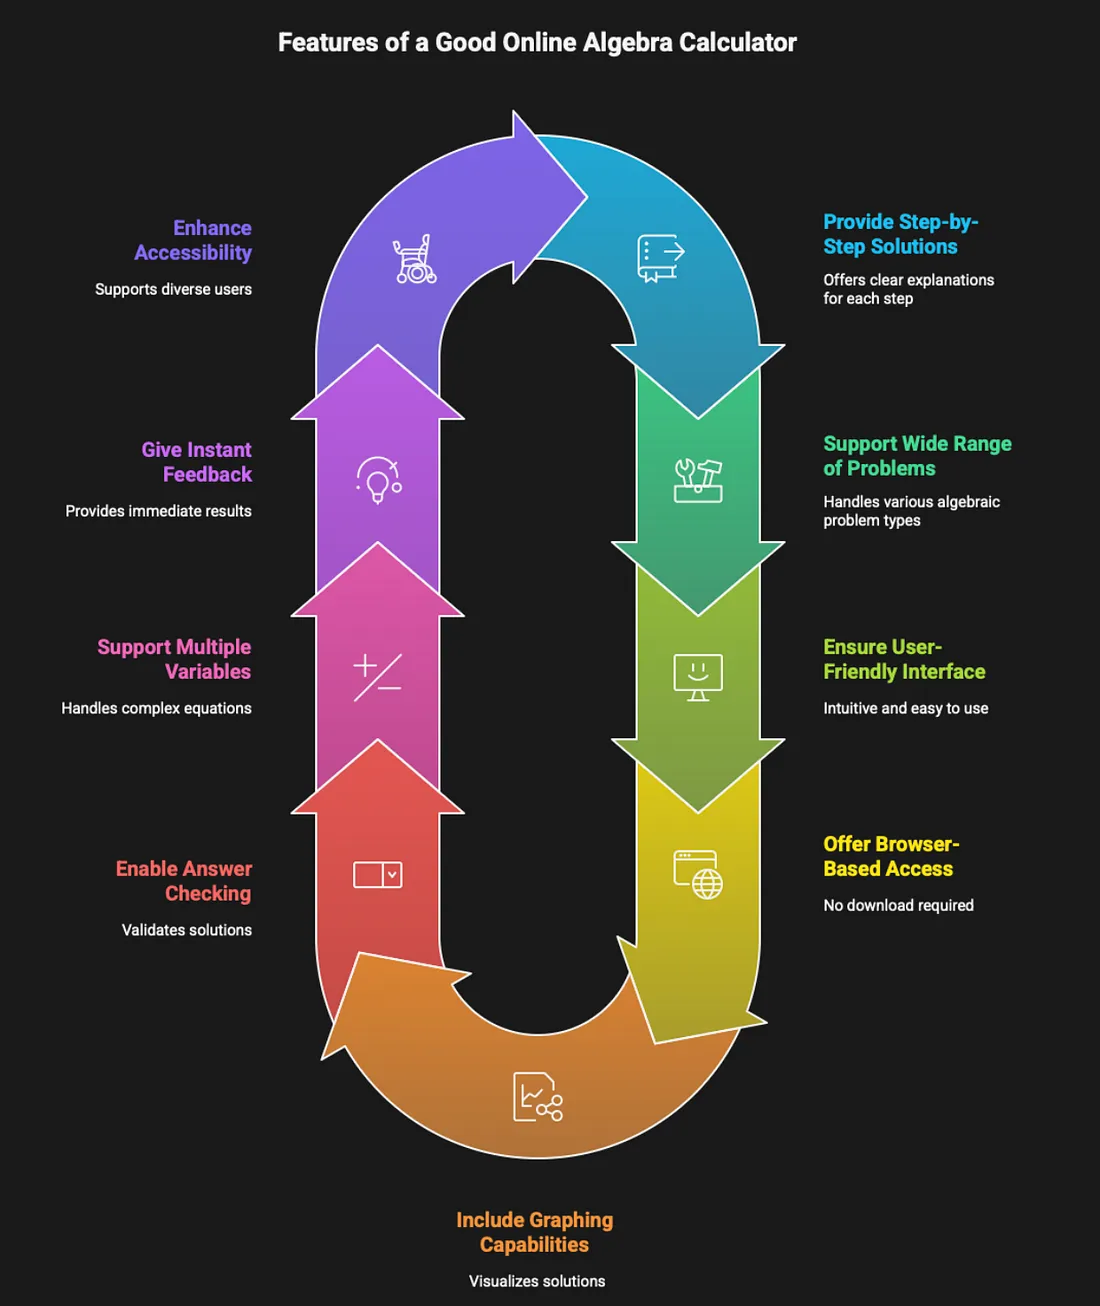 Features of a Good Online Algebra Calculator
Provide Step-by-
Step Solutions
Offers clear explanations
for each step
Support Wide Range
of Problems
Handles various algebraic
problem types
Ensure User-
Friendly Interface
Intuitive and easy to use
Offer Browser-
Based Access
No download required
Include Graphing
Capabilities
Visualizes solutions
Enable Answer
Checking
Validates solutions
Support Multiple
Variables
Handles complex equations
Give Instant
Feedback
Provides immediate results
Enhance
Accessibility
Supports diverse users